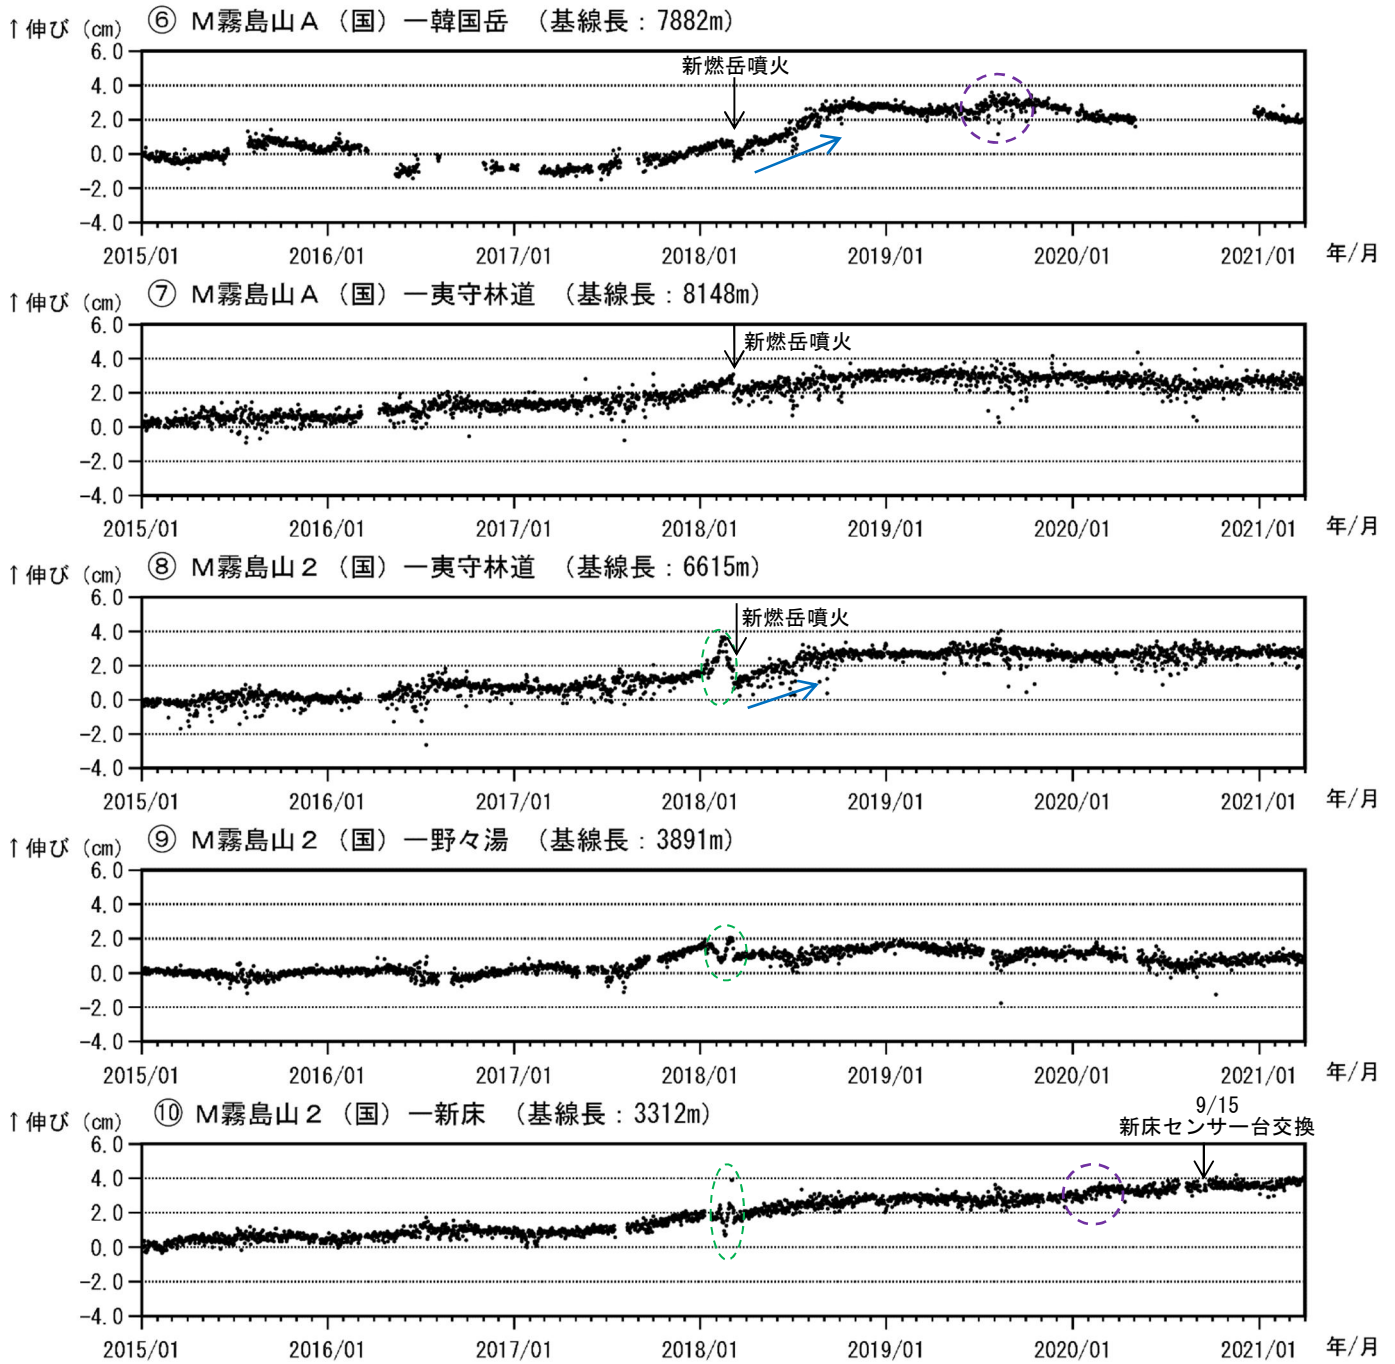 ⑥ M霧島山A（国）―韓国岳 （基線長：7882m）
↑伸び（cm）
新燃岳噴火
6.0
4.0
2.0
0.0
-2.0
-4.0
2015/01 2016/01 2017/01 2018/01 2019/01 2020/01 2021/01 年/月
⑦ M霧島山A（国）―夷守林道 （基線長：8148m）
↑伸び（cm）
新燃岳噴火
6.0
4.0
2.0
0.0
-2.0
-4.0
2015/01 2016/01 2017/01 2018/01 2019/01 2020/01 2021/01 年/月
⑧ M霧島山2（国）―夷守林道 （基線長：6615m）
↑伸び（cm）
新燃岳噴火
6.0
4.0
2.0
0.0
-2.0
-4.0
2015/01 2016/01 2017/01 2018/01 2019/01 2020/01 2021/01 年/月
⑨ M霧島山2（国）―野々湯 （基線長：3891m）
↑伸び（cm）
6.0
4.0
2.0
0.0
-2.0
-4.0
2015/01 2016/01 2017/01 2018/01 2019/01 2020/01 2021/01 年/月
⑩ M霧島山2（国）―新床 （基線長：3312m）
↑伸び（cm）
9/15
新床センサー台交換
6.0
4.0
2.0
0.0
-2.0
-4.0
2015/01 2016/01 2017/01 2018/01 2019/01 2020/01 2021/01 年/月